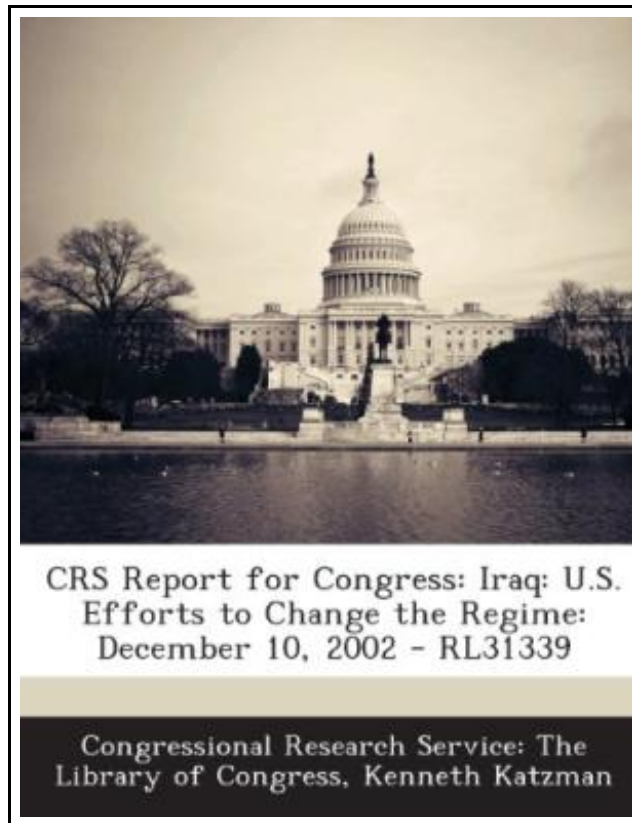 CRS Report for Congress: Iraq: U.S.
Efforts to Change the Regime:
December 10, 2002 - RL31339
Congressional Research Service: The
Library of Congress, Kenneth Katzman